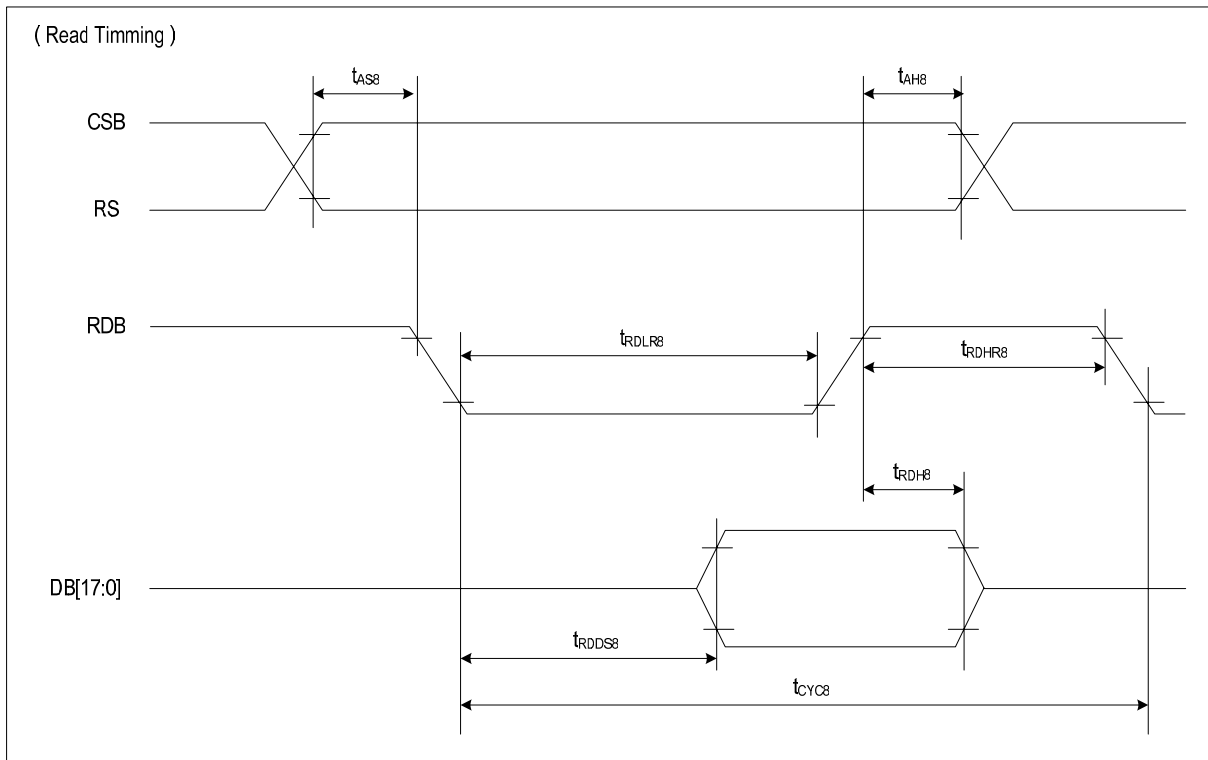 ( Read Timming )
tAS8
tAH8
CSB
RS
RDB
tRDLR8
tRDHR8
tRDH8
DB[17:0]
tRDDS8
tCYC8